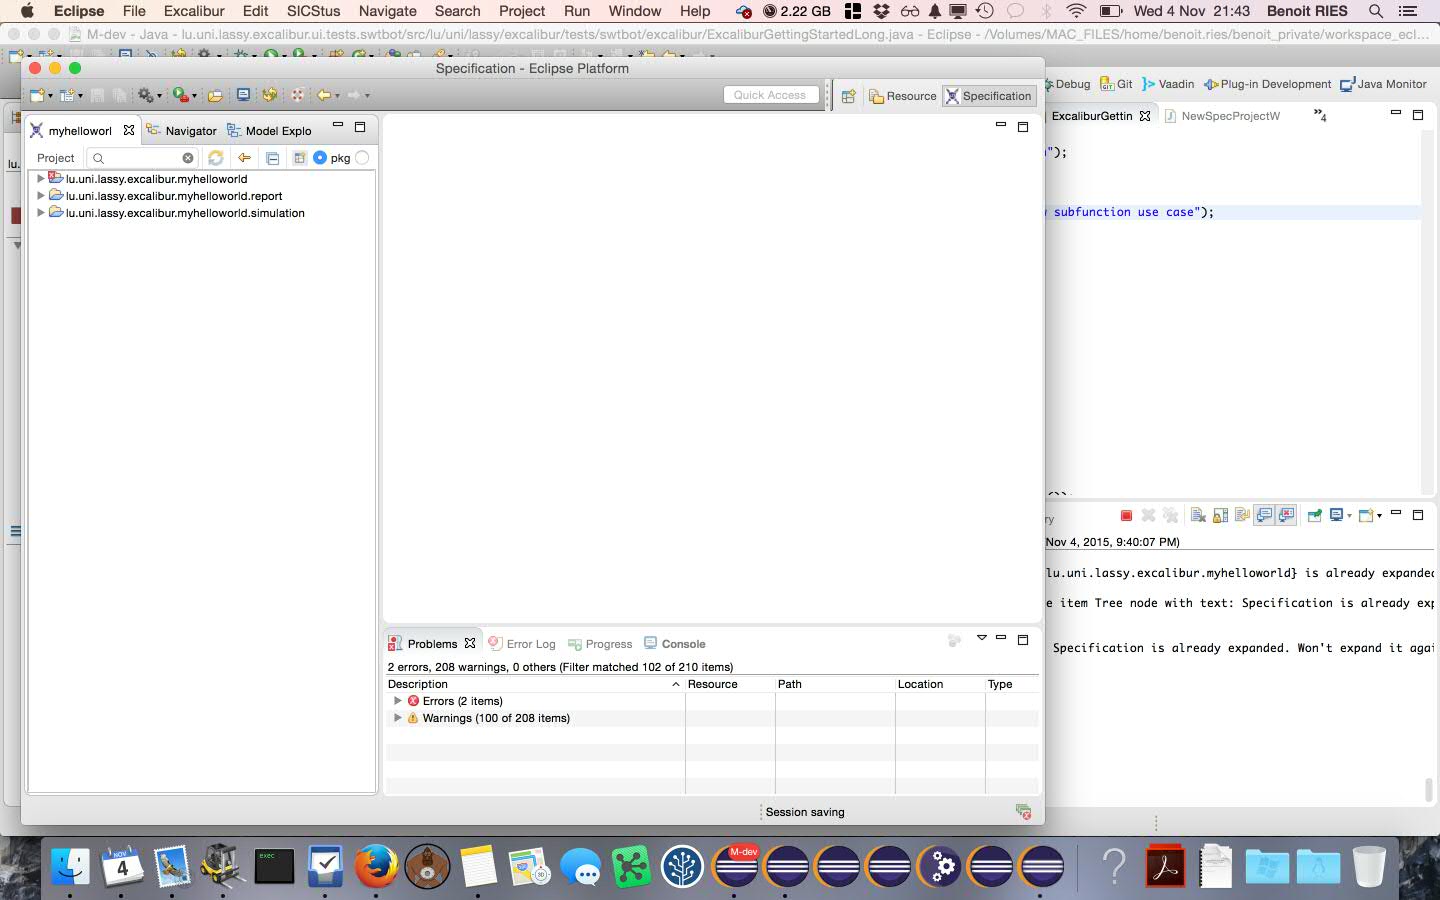 Eclipse File Excalibur Edit SICStus Navigate Search Project Run Window Help 2.22 GB Wed 4 Nov 21:43 Benoit RIES
M-dev - Java - lu.uni.lassy.excalibur.ui.tests.swtbot/src/lu/uni/lassy/excalibur/tests/swtbot/excalibur/ExcaliburGettingStartedLong.java - Eclipse - /Volumes/MAC_FILES/home/benoit.ries/benoit_private/workspace_ecl...
Specification - Eclipse Platform
Quick Access Resource Specification
Debug Git Vaadin Plug-in Development Java Monitor
myhelloworl Navigator Model Explo
ExcaliburGettin NewSpecProjectW »4
Project pkg
lu.
lu.uni.lassy.excalibur.myhelloworld
lu.uni.lassy.excalibur.myhelloworld.report
lu.uni.lassy.excalibur.myhelloworld.simulation
");
subfunction use case");
ry
(Nov 4, 2015, 9:40:07 PM)
lu.uni.lassy.excalibur.myhelloworld} is already expanded
e item Tree node with text: Specification is already exp
Specification is already expanded. Won't expand it agai
Problems Error Log Progress Console
2 errors, 208 warnings, 0 others (Filter matched 102 of 210 items)
Description Resource Path Location Type
Errors (2 items)
Warnings (100 of 208 items)
Session saving
NOV
4
exec
M-dev